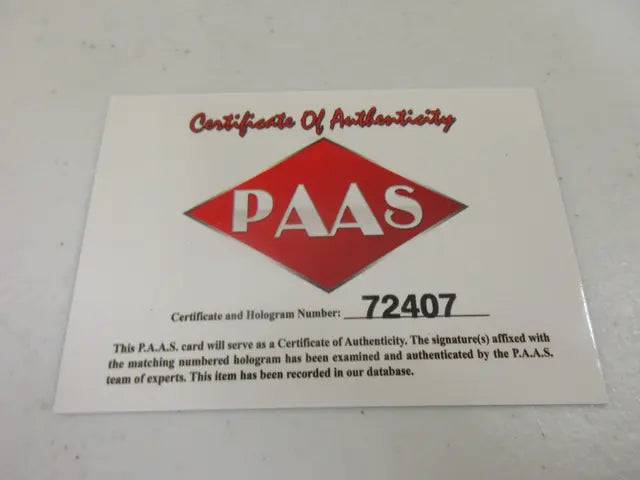 Certificate Of Authenticity
PAAS
Certificate and Hologram Number: 72407
This P.A.A.S. card will serve as a Certificate of Authenticity. The signature(s) affixed with
the matching numbered hologram has been examined and authenticated by the P.A.A.S.
team of experts. This item has been recorded in our database.